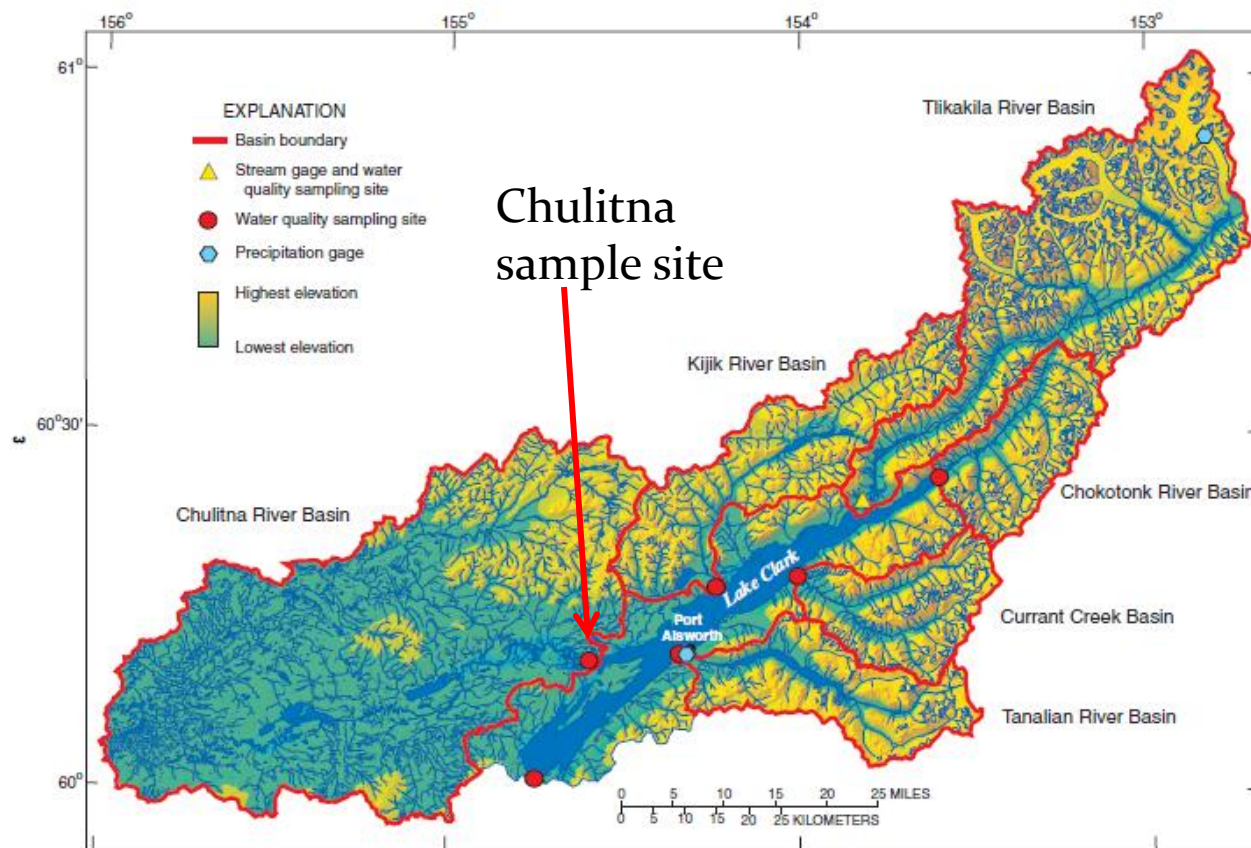 156°
155°
154°
153°
61°
EXPLANATION
Basin boundary
Stream gage and water
quality sampling site
Water quality sampling site
Precipitation gage
Highest elevation
Lowest elevation
Chulitna
sample site
Tlikakila River Basin
Kijik River Basin
60°30'
3
Chulitna River Basin
Chokotonk River Basin
Lake Clark
Port
Alsworth
Currant Creek Basin
Tanalian River Basin
60°
0 5 10 15 20 25 MILES
0 5 10 15 20 25 KILOMETERS